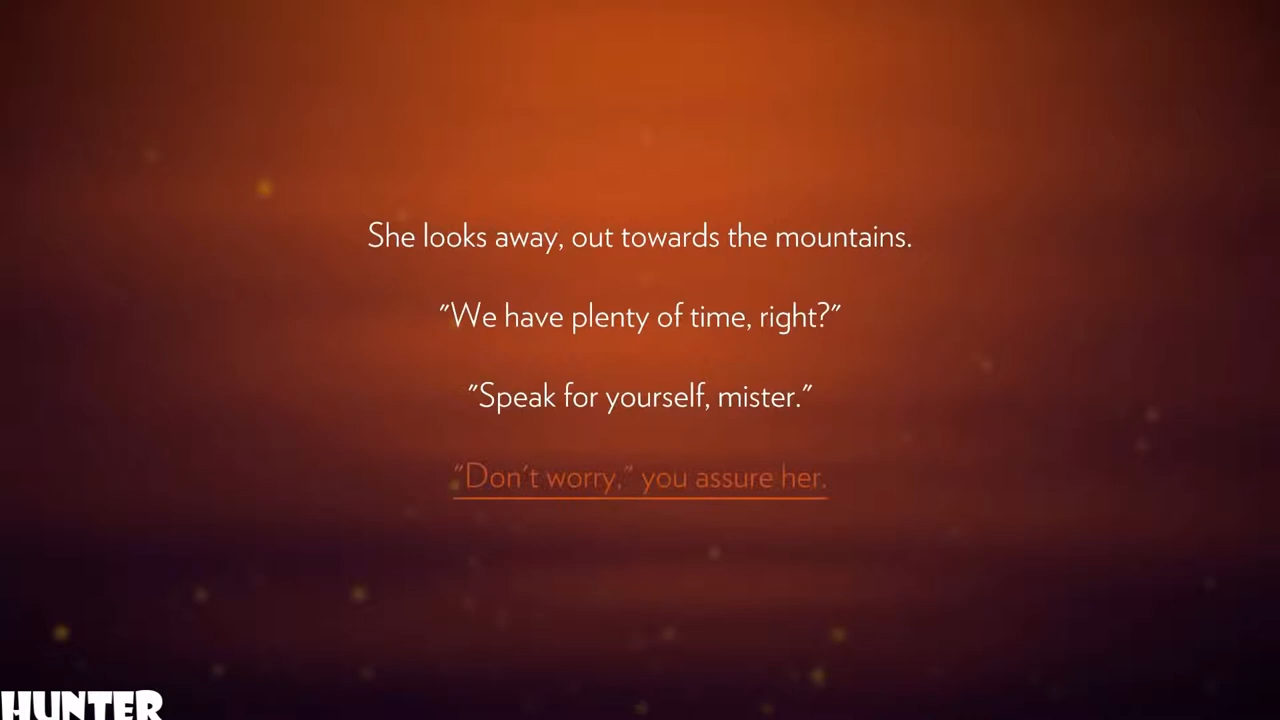 She looks away, out towards the mountains.
"We have plenty of time, right?"
"Speak for yourself, mister."
"Don't worry," you assure her.
HUNTER